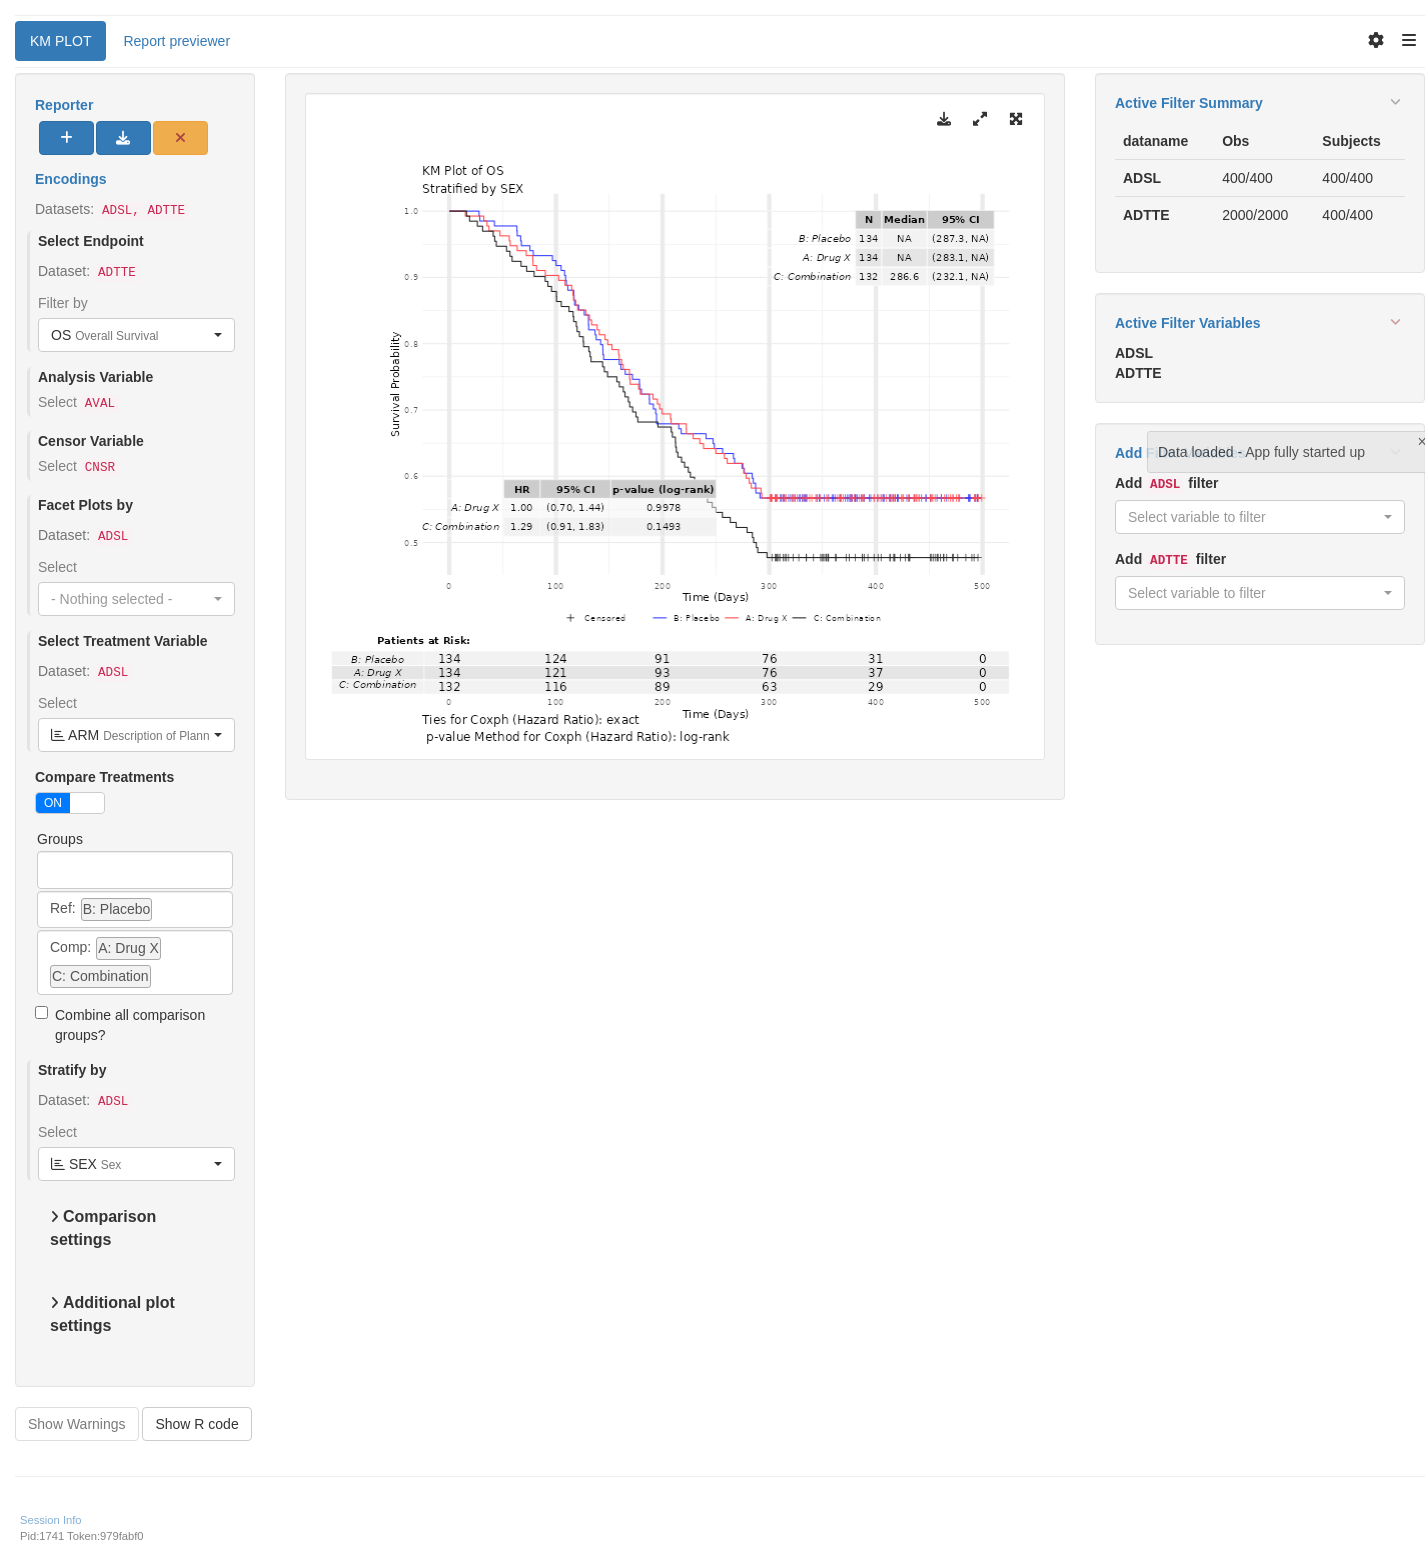 KM PLOT
Report previewer
Reporter
Encodings
Datasets: ADSL, ADTTE
Select Endpoint
Dataset: ADTTE
Filter by
OS Overall Survival
Analysis Variable
Select AVAL
Censor Variable
Select CNSR
Facet Plots by
Dataset: ADSL
Select
- Nothing selected -
Select Treatment Variable
Dataset: ADSL
Select
ARM Description of Plann
Compare Treatments
ON
Groups
Ref: B: Placebo
Comp: A: Drug X
C: Combination
Combine all comparison
groups?
Stratify by
Dataset: ADSL
Select
SEX Sex
Comparison
settings
Additional plot
settings
Show Warnings
Show R code
KM Plot of OS
Stratified by SEX
Survival Probability
1.0
0.9
0.8
0.7
0.6
0.5
N Median 95% CI
B: Placebo 134 NA (287.3, NA)
A: Drug X 134 NA (283.1, NA)
C: Combination 132 286.6 (232.1, NA)
HR 95% CI p-value (log-rank)
A: Drug X 1.00 (0.70, 1.44) 0.9978
C: Combination 1.29 (0.91, 1.83) 0.1493
0 100 200 300 400 500
Time (Days)
Censored B: Placebo A: Drug X C: Combination
Patients at Risk:
B: Placebo 134 124 91 76 31 0
A: Drug X 134 121 93 76 37 0
C: Combination 132 116 89 63 29 0
0 100 200 300 400 500
Time (Days)
Ties for Coxph (Hazard Ratio): exact
p-value Method for Coxph (Hazard Ratio): log-rank
Active Filter Summary
dataname Obs Subjects
ADSL 400/400 400/400
ADTTE 2000/2000 400/400
Active Filter Variables
ADSL
ADTTE
Add
Data loaded - App fully started up
×
Add ADSL filter
Select variable to filter
Add ADTTE filter
Select variable to filter
Session Info
Pid:1741 Token:979fabf0